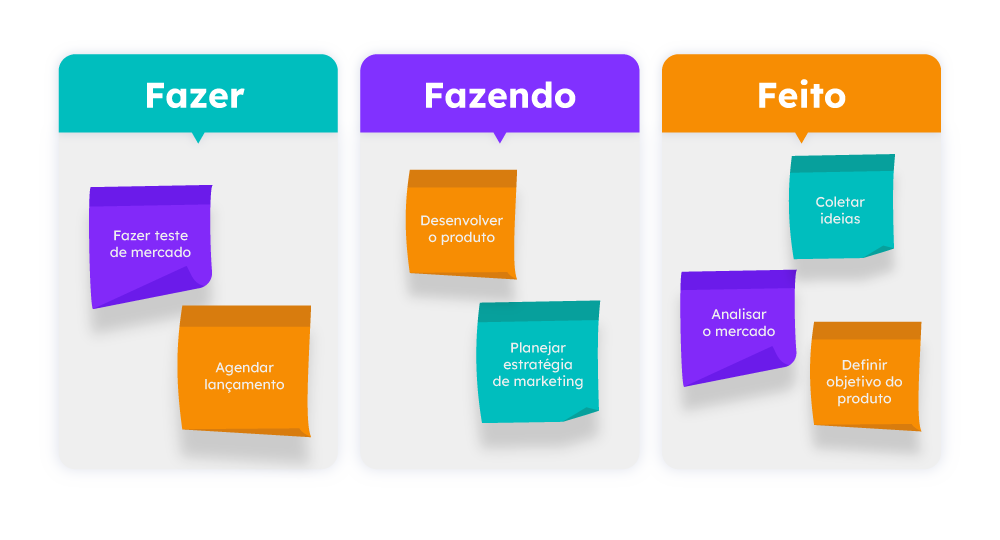 Fazer
Fazer teste
de mercado
Agendar
lançamento
Fazendo
Desenvolver
o produto
Planejar
estratégia
de marketing
Feito
Coletar
ideias
Analisar
o mercado
Definir
objetivo do
produto